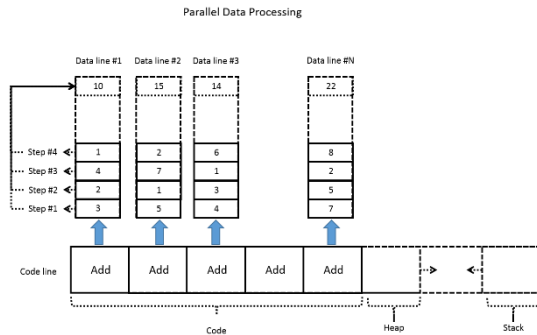 Parallel Data Processing
Data line #1 Data line #2 Data line #3 Data line #N
10 15 14 22
Step #4 1 2 6 8
Step #3 4 7 1 2
Step #2 2 1 3 5
Step #1 3 5 4 7
Code line Add Add Add Add Add
Code Heap Stack